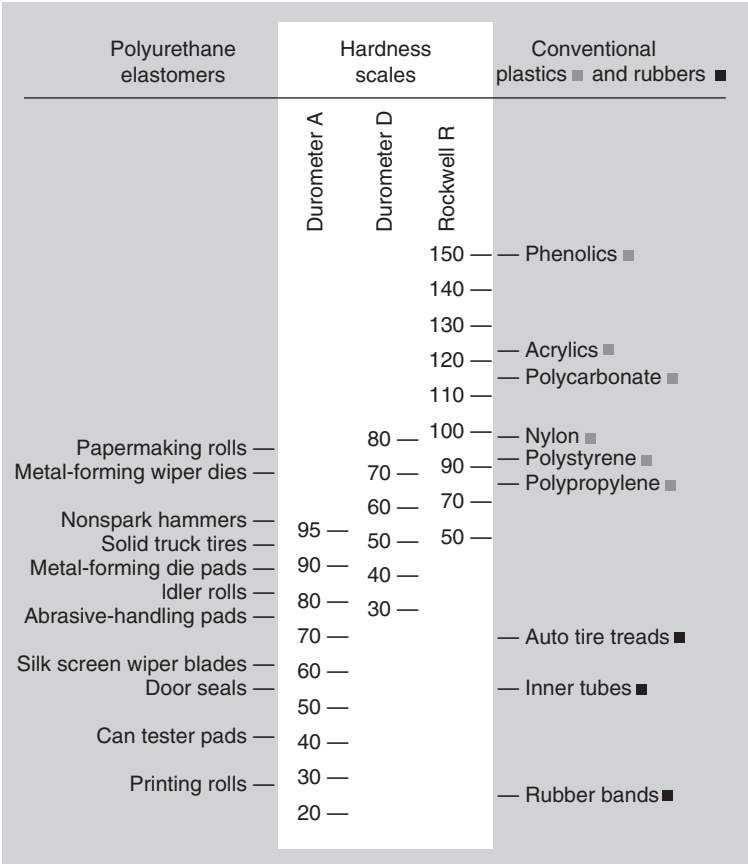 Polyurethane
elastomers
Hardness
scales
Conventional
plastics and rubbers
Durometer A
Durometer D
Rockwell R
150 — — Phenolics
140 —
130 —
— Acrylics
120 —
— Polycarbonate
110 —
100 —
— Nylon
80 —
Papermaking rolls —
— Polystyrene
90 —
Metal-forming wiper dies — 70 —
— Polypropylene
70 —
60 —
Nonspark hammers —
95 —
50 —
Solid truck tires — 50 —
Metal-forming die pads — 90 —
40 —
Idler rolls —
80 —
30 —
Abrasive-handling pads —
70 — — Auto tire treads
Silk screen wiper blades —
60 —
Door seals — — Inner tubes
50 —
Can tester pads — 40 —
30 —
Printing rolls —
— Rubber bands
20 —